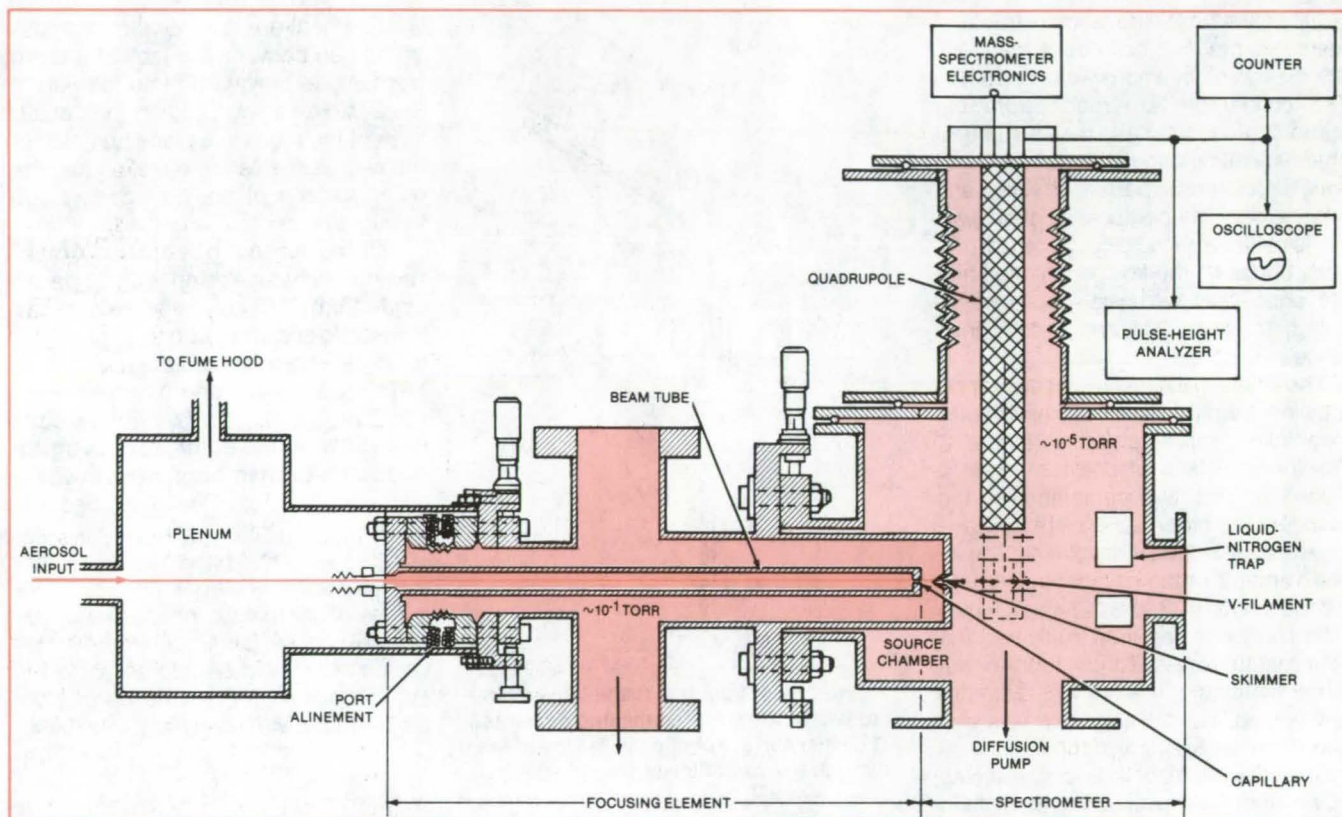 MASS-
SPECTROMETER
ELECTRONICS
COUNTER
OSCILLOSCOPE
QUADRUPOLE
PULSE-HEIGHT
ANALYZER
TO FUME HOOD
BEAM TUBE
~10-5 TORR
PLENUM
AEROSOL
INPUT
LIQUID-
NITROGEN
TRAP
~10-1 TORR
V-FILAMENT
SOURCE
CHAMBER
SKIMMER
PORT
ALINEMENT
DIFFUSION
PUMP
CAPILLARY
FOCUSING ELEMENT
SPECTROMETER